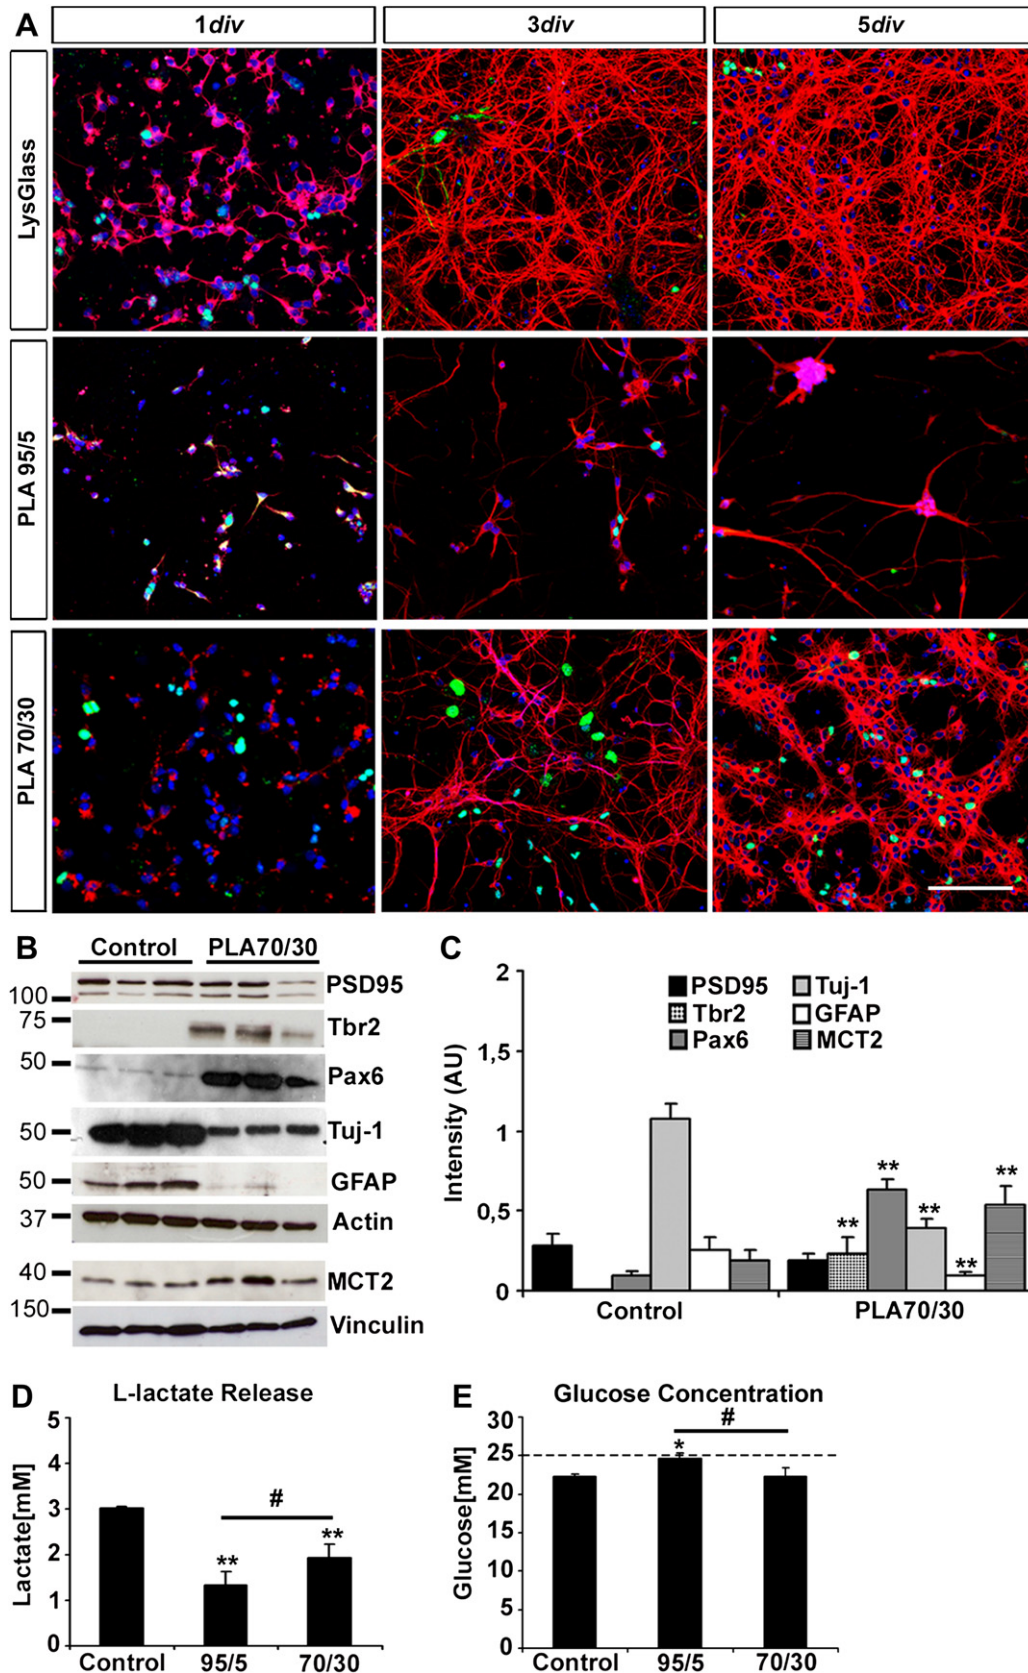 A
1div
3div
5div
LysGlass
PLA 95/5
PLA 70/30
B
Control
PLA70/30
100
PSD95
75
Tbr2
50
Pax6
50
Tuj-1
50
GFAP
37
Actin
40
MCT2
150
Vinculin
C
2
1,5
1
0,5
0
Intensity (AU)
PSD95
Tuj-1
Tbr2
GFAP
Pax6
MCT2
**
**
**
**
**
Control
PLA70/30
D
L-lactate Release
5
4
3
2
1
0
Lactate[mM]
#
**
**
Control
95/5
70/30
E
Glucose Concentration
30
25
20
15
10
5
0
Glucose[mM]
#
*
Control
95/5
70/30